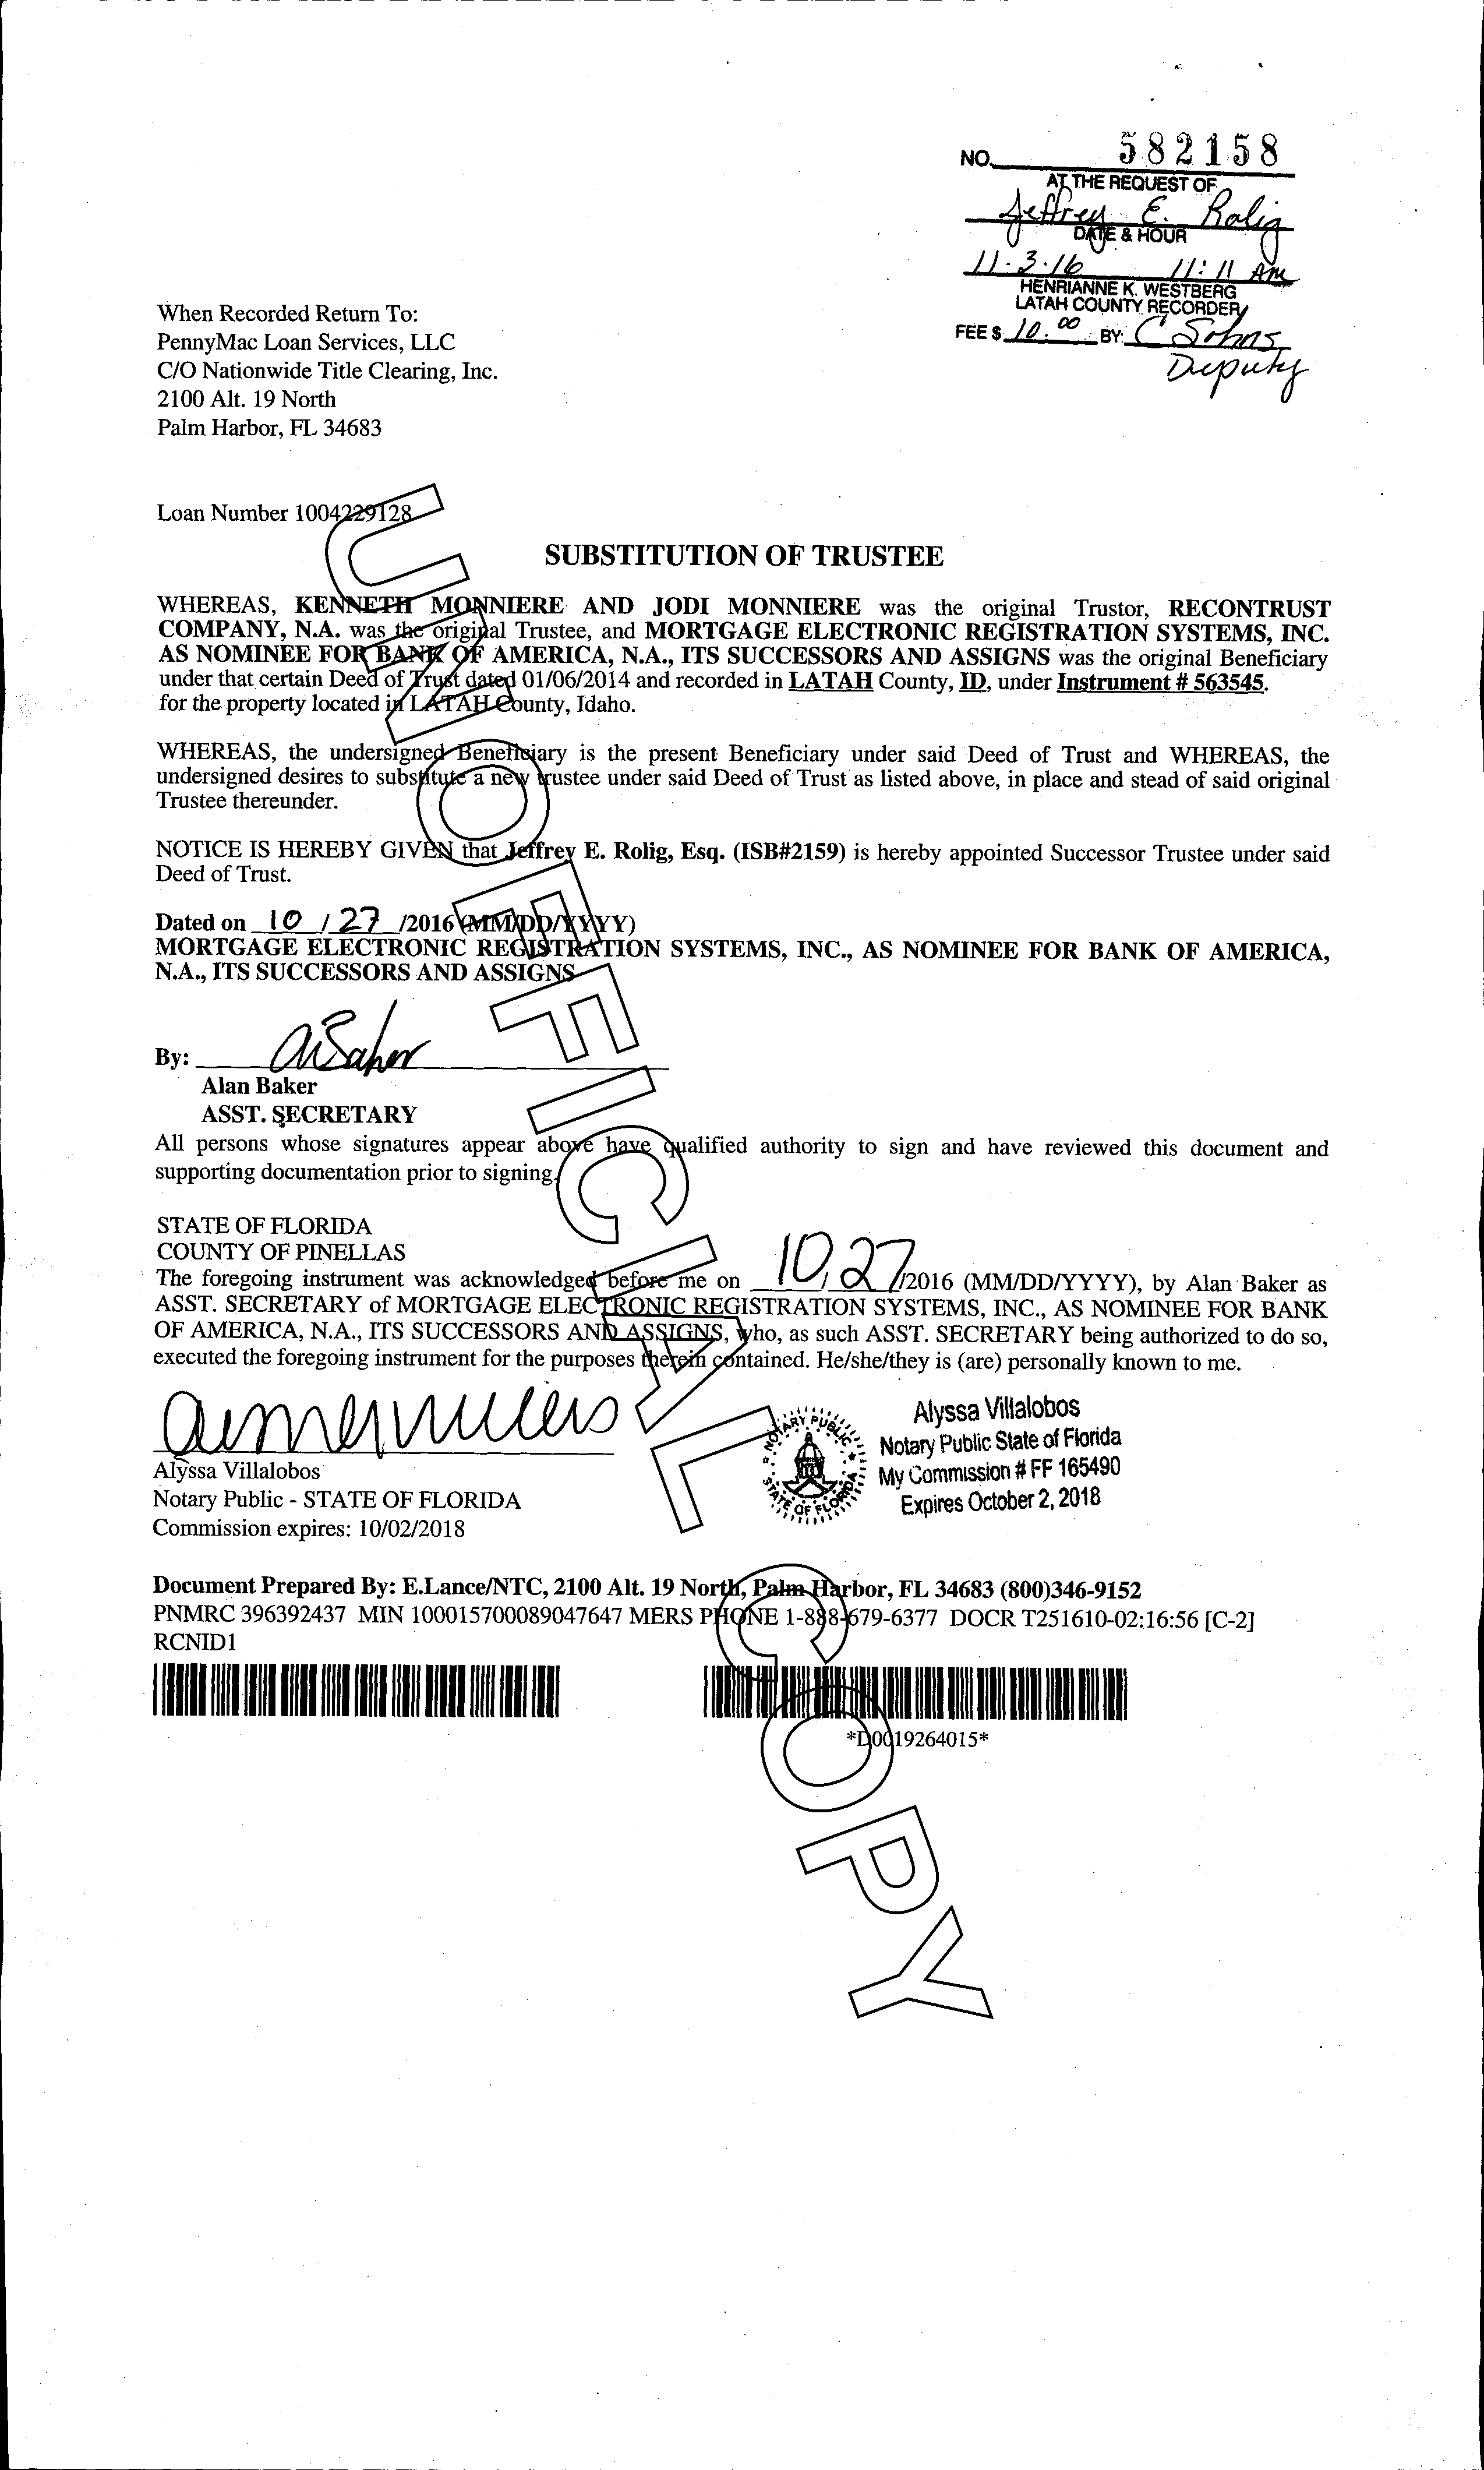 NO. 582158
AT THE REQUEST OF
Jeffrey E. Rolig
DATE & HOUR
11·3·16 11:11 AM
HENRIANNE K. WESTBERG
LATAH COUNTY RECORDER
FEE $ 10.00 BY: C Sohns
Deputy
When Recorded Return To:
PennyMac Loan Services, LLC
C/O Nationwide Title Clearing, Inc.
2100 Alt. 19 North
Palm Harbor, FL 34683
Loan Number 1004229128
SUBSTITUTION OF TRUSTEE
WHEREAS, KENNETH MONNIERE AND JODI MONNIERE was the original Trustor, RECONTRUST
COMPANY, N.A. was the original Trustee, and MORTGAGE ELECTRONIC REGISTRATION SYSTEMS, INC.
AS NOMINEE FOR BANK OF AMERICA, N.A., ITS SUCCESSORS AND ASSIGNS was the original Beneficiary
under that certain Deed of Trust dated 01/06/2014 and recorded in LATAH County, ID, under Instrument # 563545.
for the property located in LATAH County, Idaho.
WHEREAS, the undersigned Beneficiary is the present Beneficiary under said Deed of Trust and WHEREAS, the
undersigned desires to substitute a new trustee under said Deed of Trust as listed above, in place and stead of said original
Trustee thereunder.
NOTICE IS HEREBY GIVEN that Jeffrey E. Rolig, Esq. (ISB#2159) is hereby appointed Successor Trustee under said
Deed of Trust.
Dated on 10 / 27 /2016 (MM/DD/YYYY)
MORTGAGE ELECTRONIC REGISTRATION SYSTEMS, INC., AS NOMINEE FOR BANK OF AMERICA,
N.A., ITS SUCCESSORS AND ASSIGNS
By:
Alan Baker
ASST. SECRETARY
All persons whose signatures appear above have qualified authority to sign and have reviewed this document and
supporting documentation prior to signing.
STATE OF FLORIDA
COUNTY OF PINELLAS
The foregoing instrument was acknowledged before me on 10/27/2016 (MM/DD/YYYY), by Alan Baker as
ASST. SECRETARY of MORTGAGE ELECTRONIC REGISTRATION SYSTEMS, INC., AS NOMINEE FOR BANK
OF AMERICA, N.A., ITS SUCCESSORS AND ASSIGNS, who, as such ASST. SECRETARY being authorized to do so,
executed the foregoing instrument for the purposes therein contained. He/she/they is (are) personally known to me.
Alyssa Villalobos
Notary Public - STATE OF FLORIDA
Commission expires: 10/02/2018
NOTARY PUBLIC
STATE OF FLORIDA
Alyssa Villalobos
Notary Public State of Florida
My Commission # FF 165490
Expires October 2, 2018
Document Prepared By: E.Lance/NTC, 2100 Alt. 19 North, Palm Harbor, FL 34683 (800)346-9152
PNMRC 396392437 MIN 100015700089047647 MERS PHONE 1-888-679-6377 DOCR T251610-02:16:56 [C-2]
RCNID1
*D0019264015*
UNOFFICIAL COPY